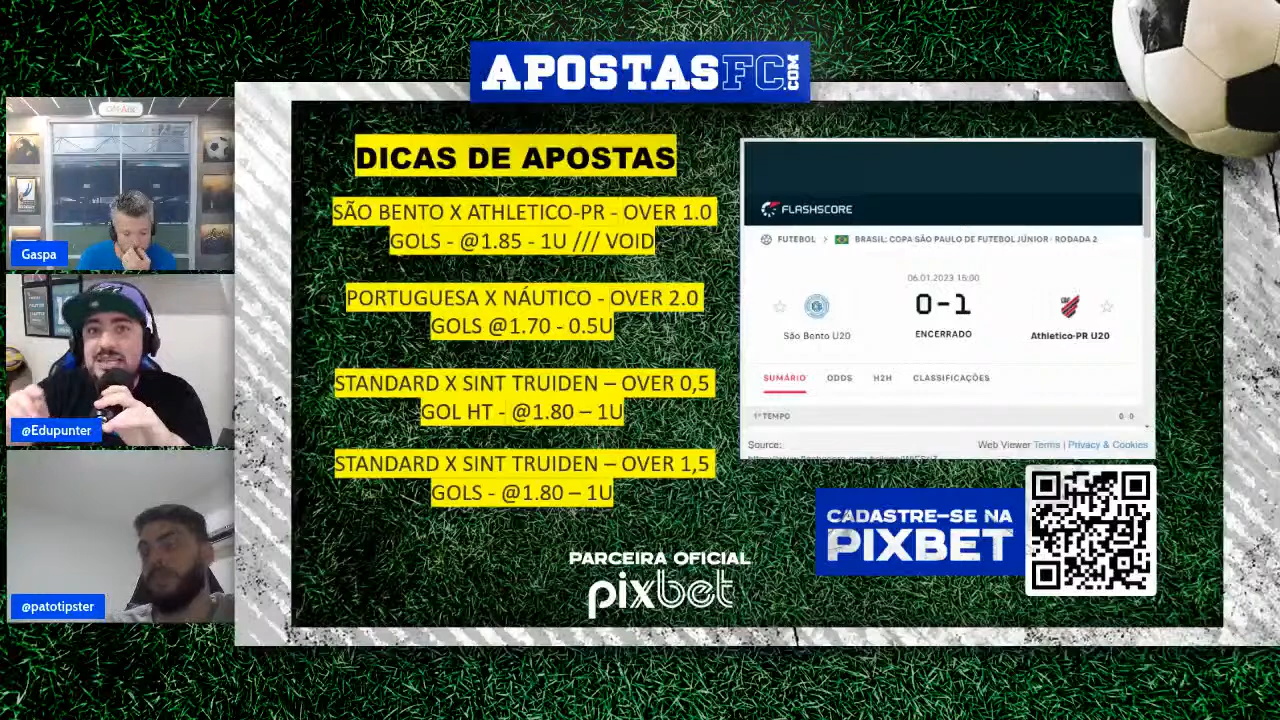 APOSTASFC.COM
ON AIR
Gaspa
@Edupunter
@patotipster
DICAS DE APOSTAS
SÃO BENTO X ATHLETICO-PR - OVER 1.0
GOLS - @1.85 - 1U /// VOID
PORTUGUESA X NÁUTICO - OVER 2.0
GOLS @1.70 - 0.5U
STANDARD X SINT TRUIDEN – OVER 0,5
GOL HT - @1.80 – 1U
STANDARD X SINT TRUIDEN – OVER 1,5
GOLS - @1.80 – 1U
PARCEIRA OFICIAL
pixbet
FLASHSCORE
FUTEBOL > BRASIL: COPA SÃO PAULO DE FUTEBOL JÚNIOR - RODADA 2
06.01.2023 15:00
0-1
ENCERRADO
São Bento U20
Athletico-PR U20
SUMÁRIO ODDS H2H CLASSIFICAÇÕES
1º TEMPO 0 0
Source:
Web Viewer Terms | Privacy & Cookies
CADASTRE-SE NA
PIXBET